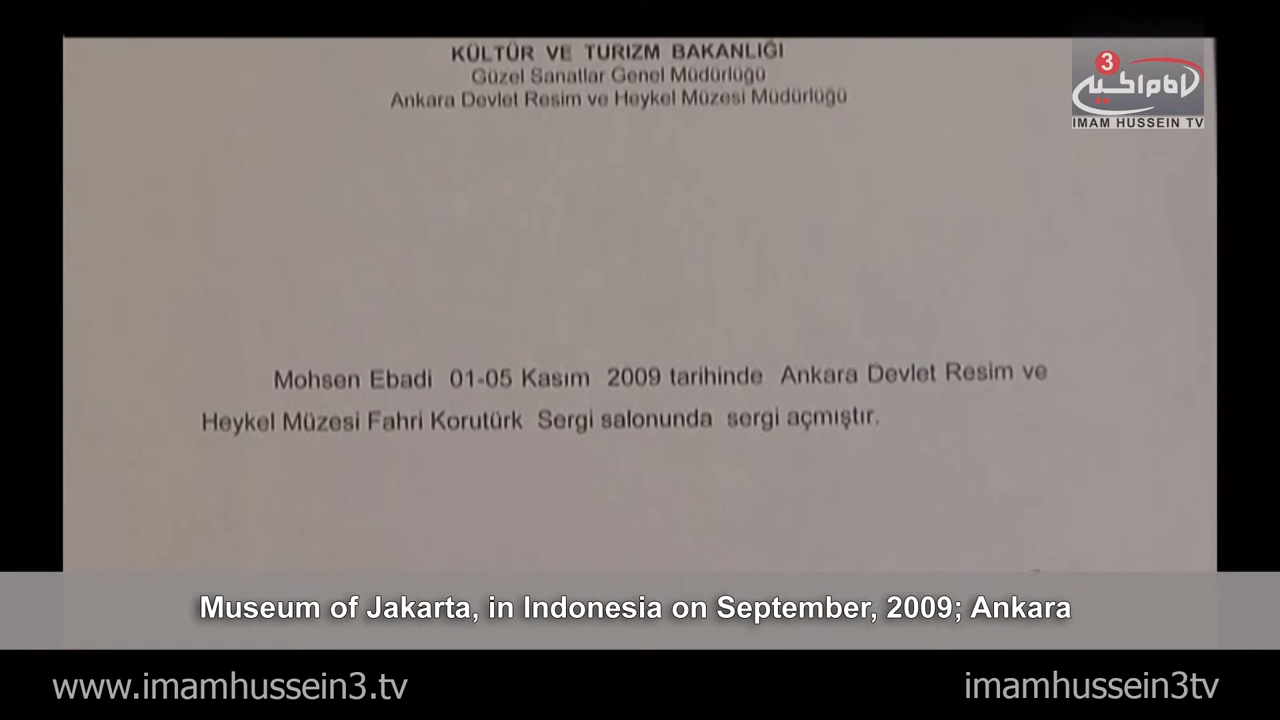 KÜLTÜR VE TURIZM BAKANLIĞI
Güzel Sanatlar Genel Müdürlüğü
Ankara Devlet Resim ve Heykel Müzesi Müdürlüğü
3
IMAM HUSSEIN TV
Mohsen Ebadi 01-05 Kasım 2009 tarihinde Ankara Devlet Resim ve
Heykel Müzesi Fahri Korutürk Sergi salonunda sergi açmıştır.
Museum of Jakarta, in Indonesia on September, 2009; Ankara
www.imamhussein3.tv
imamhussein3tv